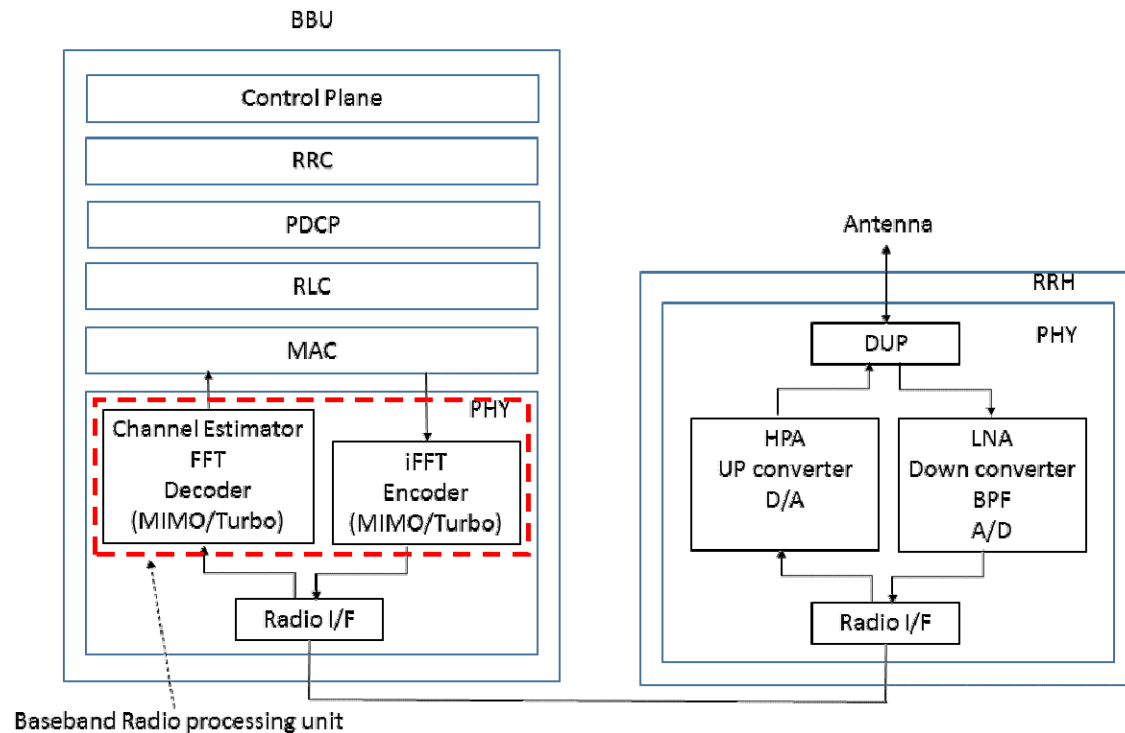 BBU
Control Plane
RRC
PDCP
RLC
MAC
PHY
Channel Estimator
FFT
Decoder
(MIMO/Turbo)
iFFT
Encoder
(MIMO/Turbo)
Radio I/F
Baseband Radio processing unit
Antenna
RRH
PHY
DUP
HPA
UP converter
D/A
LNA
Down converter
BPF
A/D
Radio I/F